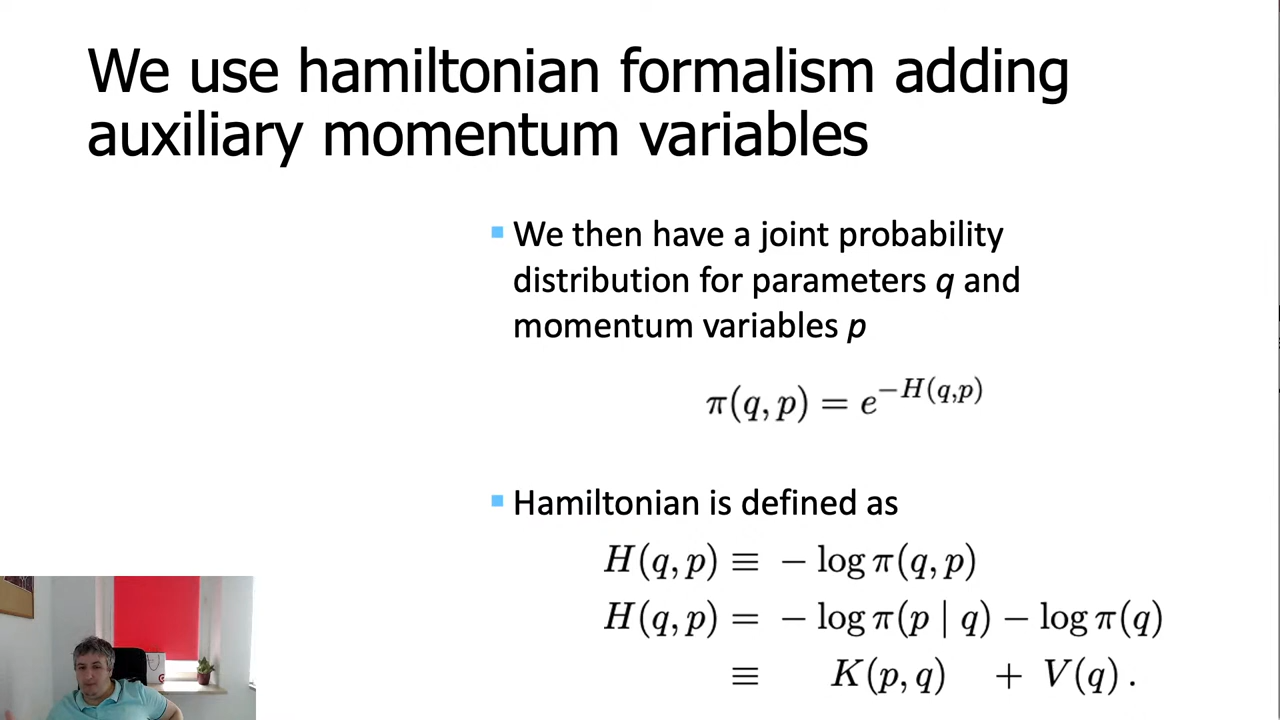 We use hamiltonian formalism adding
auxiliary momentum variables
We then have a joint probability
distribution for parameters q and
momentum variables p
π(q, p) = e^{−H(q,p)}
Hamiltonian is defined as
H(q, p) ≡ − log π(q, p)
H(q, p) = − log π(p | q) − log π(q)
≡ K(p, q) + V(q) .